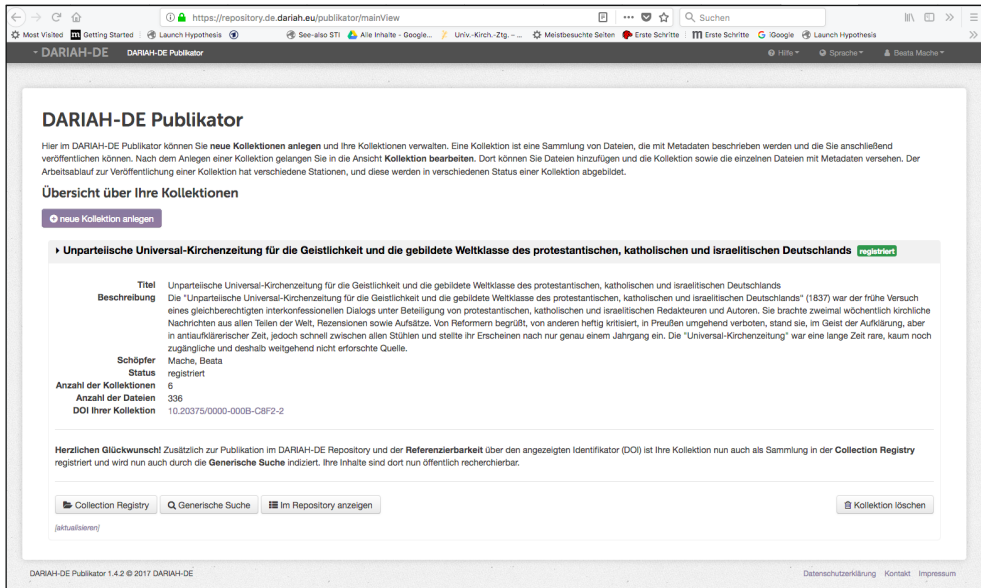 https://repository.de.dariah.eu/publikator/mainView
Suchen
Most Visited Getting Started Launch Hypothesis See-also STI Alle Inhalte - Google... Univ.-Kirch.-Ztg. – ... Meistbesuchte Seiten Erste Schritte Erste Schritte iGoogle Launch Hypothesis
DARIAH-DE DARIAH-DE Publikator Hilfe Sprache Beata Mache
DARIAH-DE Publikator
Hier im DARIAH-DE Publikator können Sie neue Kollektionen anlegen und Ihre Kollektionen verwalten. Eine Kollektion ist eine Sammlung von Dateien, die mit Metadaten beschrieben werden und die Sie anschließend
veröffentlichen können. Nach dem Anlegen einer Kollektion gelangen Sie in die Ansicht Kollektion bearbeiten. Dort können Sie Dateien hinzufügen und die Kollektion sowie die einzelnen Dateien mit Metadaten versehen. Der
Arbeitsablauf zur Veröffentlichung einer Kollektion hat verschiedene Stationen, und diese werden in verschiedenen Status einer Kollektion abgebildet.
Übersicht über Ihre Kollektionen
neue Kollektion anlegen
Unparteiische Universal-Kirchenzeitung für die Geistlichkeit und die gebildete Weltklasse des protestantischen, katholischen und israelitischen Deutschlands registriert
Titel Unparteiische Universal-Kirchenzeitung für die Geistlichkeit und die gebildete Weltklasse des protestantischen, katholischen und israelitischen Deutschlands
Beschreibung Die "Unparteiische Universal-Kirchenzeitung für die Geistlichkeit und die gebildete Weltklasse des protestantischen, katholischen und israelitischen Deutschlands" (1837) war der frühe Versuch
eines gleichberechtigten interkonfessionellen Dialogs unter Beteiligung von protestantischen, katholischen und israelitischen Redakteuren und Autoren. Sie brachte zweimal wöchentlich kirchliche
Nachrichten aus allen Teilen der Welt, Rezensionen sowie Aufsätze. Von Reformern begrüßt, von anderen heftig kritisiert, in Preußen umgehend verboten, stand sie, im Geist der Aufklärung, aber
in antiaufklärerischer Zeit, jedoch schnell zwischen allen Stühlen und stellte ihr Erscheinen nach nur genau einem Jahrgang ein. Die "Universal-Kirchenzeitung" war eine lange Zeit rare, kaum noch
zugängliche und deshalb weitgehend nicht erforschte Quelle.
Schöpfer Mache, Beata
Status registriert
Anzahl der Kollektionen 6
Anzahl der Dateien 336
DOI Ihrer Kollektion 10.20375/0000-000B-C8F2-2
Herzlichen Glückwunsch! Zusätzlich zur Publikation im DARIAH-DE Repository und der Referenzierbarkeit über den angezeigten Identifikator (DOI) ist Ihre Kollektion nun auch als Sammlung in der Collection Registry
registriert und wird nun auch durch die Generische Suche indiziert. Ihre Inhalte sind dort nun öffentlich recherchierbar.
Collection Registry Generische Suche Im Repository anzeigen Kollektion löschen
[aktualisieren]
DARIAH-DE Publikator 1.4.2 © 2017 DARIAH-DE Datenschutzerklärung Kontakt Impressum